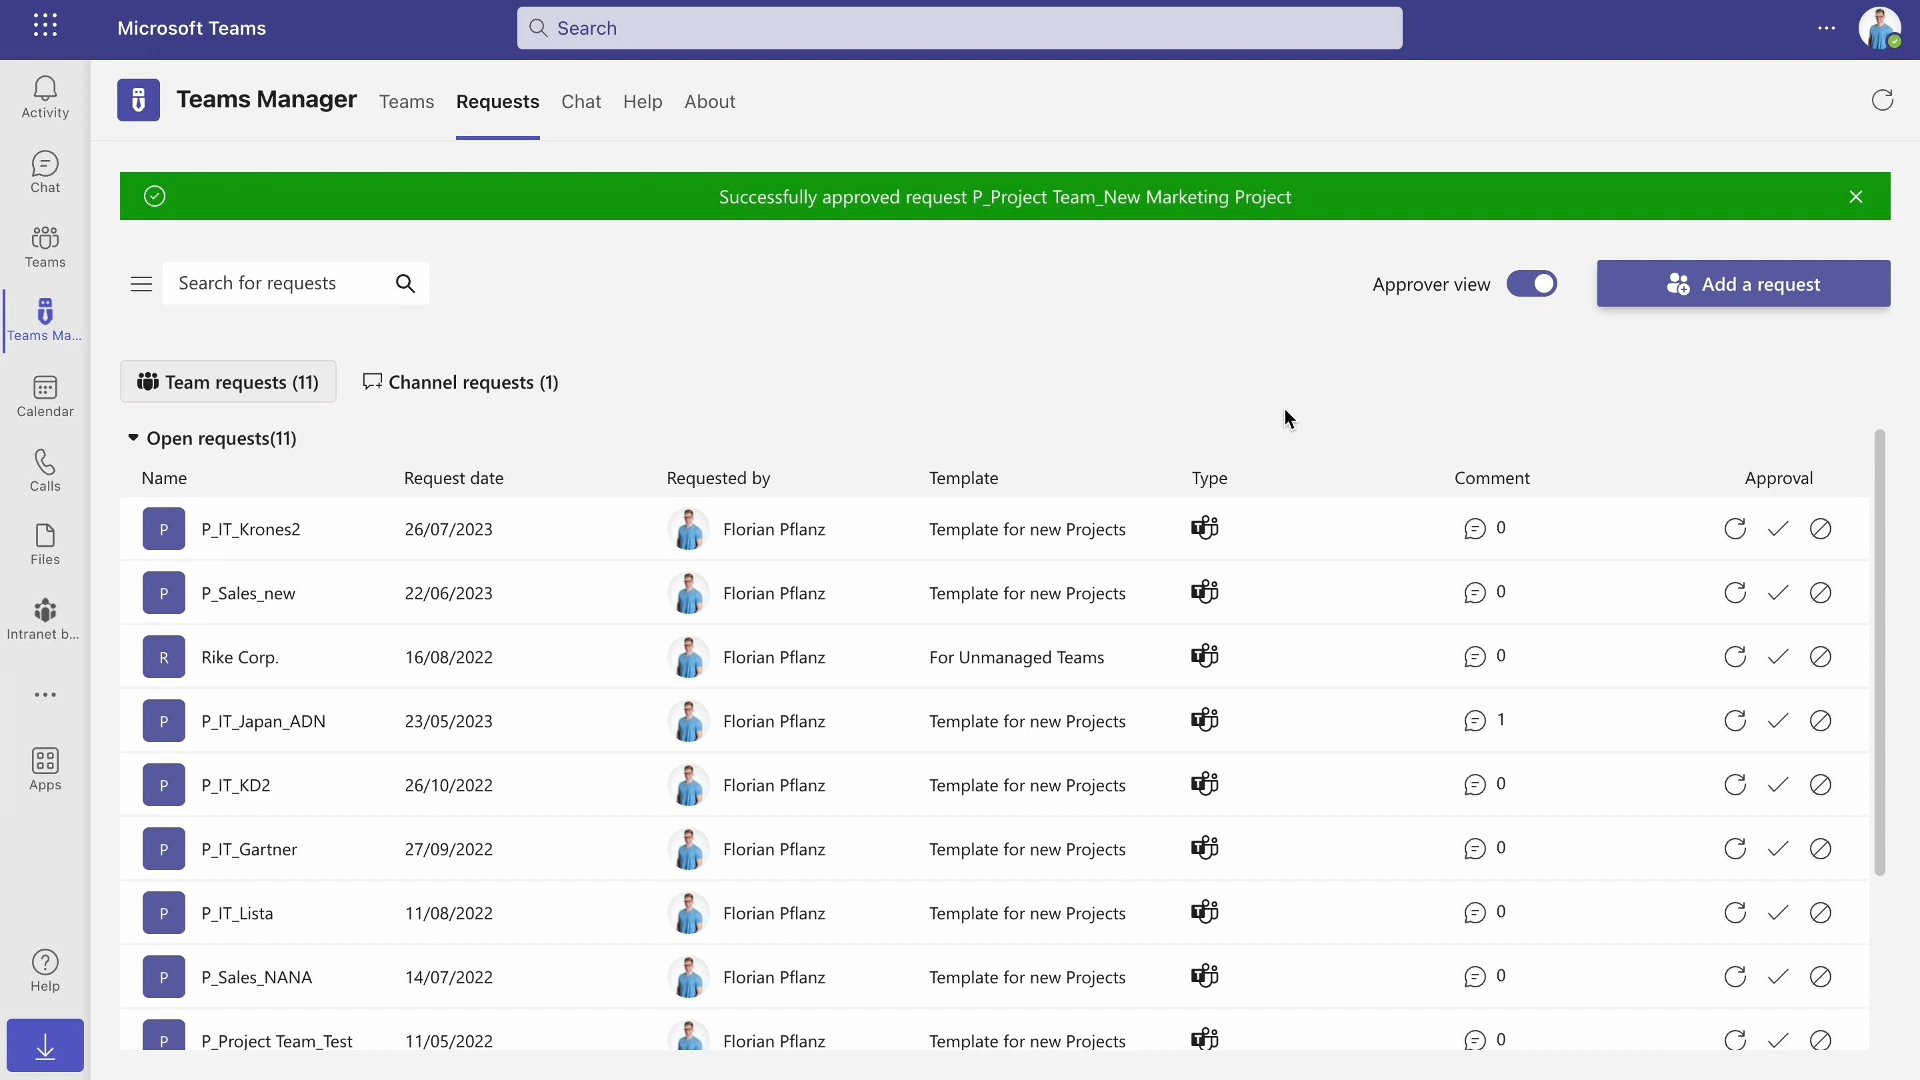 Microsoft Teams
Search
Activity
Chat
Teams
Teams Ma...
Calendar
Calls
Files
Intranet b...
Apps
Help
Teams Manager Teams Requests Chat Help About
Successfully approved request P_Project Team_New Marketing Project
Search for requests
Approver view
Add a request
Team requests (11) Channel requests (1)
Open requests(11)
Name Request date Requested by Template Type Comment Approval
P P_IT_Krones2 26/07/2023 Florian Pflanz Template for new Projects 0
P P_Sales_new 22/06/2023 Florian Pflanz Template for new Projects 0
R Rike Corp. 16/08/2022 Florian Pflanz For Unmanaged Teams 0
P P_IT_Japan_ADN 23/05/2023 Florian Pflanz Template for new Projects 1
P P_IT_KD2 26/10/2022 Florian Pflanz Template for new Projects 0
P P_IT_Gartner 27/09/2022 Florian Pflanz Template for new Projects 0
P P_IT_Lista 11/08/2022 Florian Pflanz Template for new Projects 0
P P_Sales_NANA 14/07/2022 Florian Pflanz Template for new Projects 0
P P_Project Team_Test 11/05/2022 Florian Pflanz Template for new Projects 0